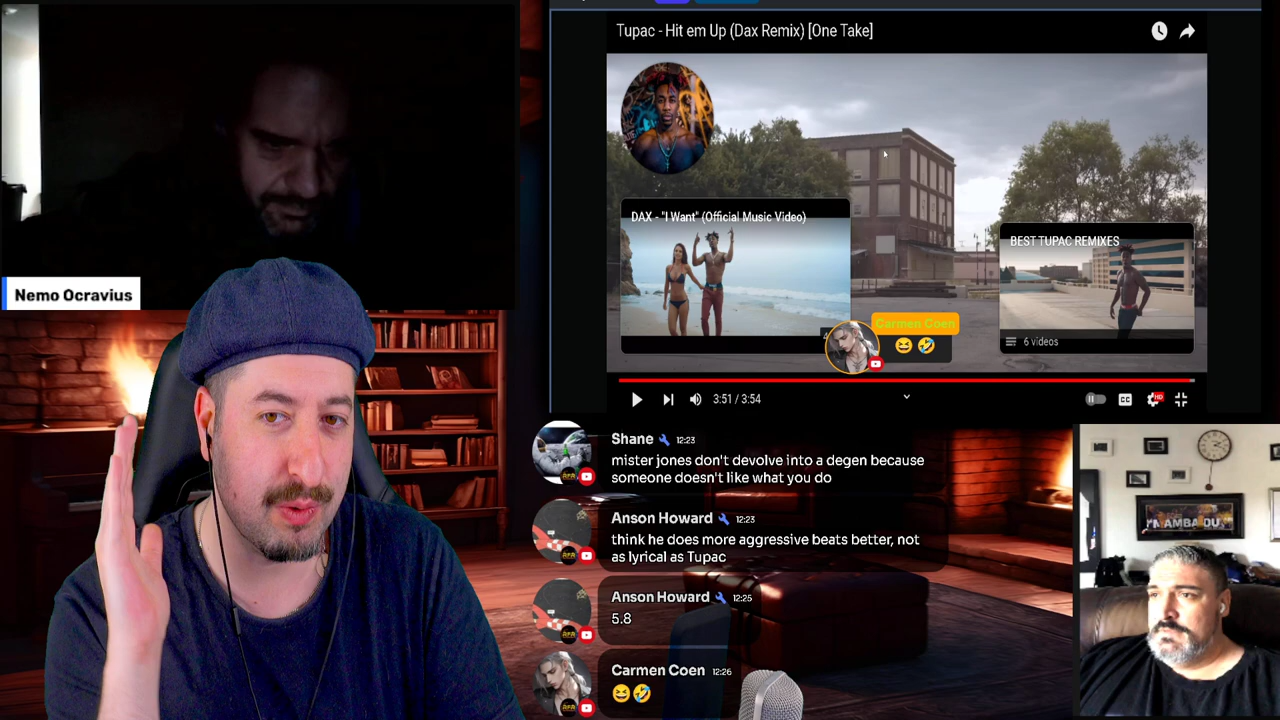 Tupac - Hit em Up (Dax Remix) [One Take]
DAX - "I Want" (Official Music Video)
BEST TUPAC REMIXES
6 videos
Carmen Coen
😆🤣
3:51 / 3:54
CC
HD
Nemo Ocravius
Shane 12:23
mister jones don't devolve into a degen because
someone doesn't like what you do
Anson Howard 12:23
think he does more aggressive beats better, not
as lyrical as Tupac
Anson Howard 12:25
5.8
Carmen Coen 12:26
😆🤣